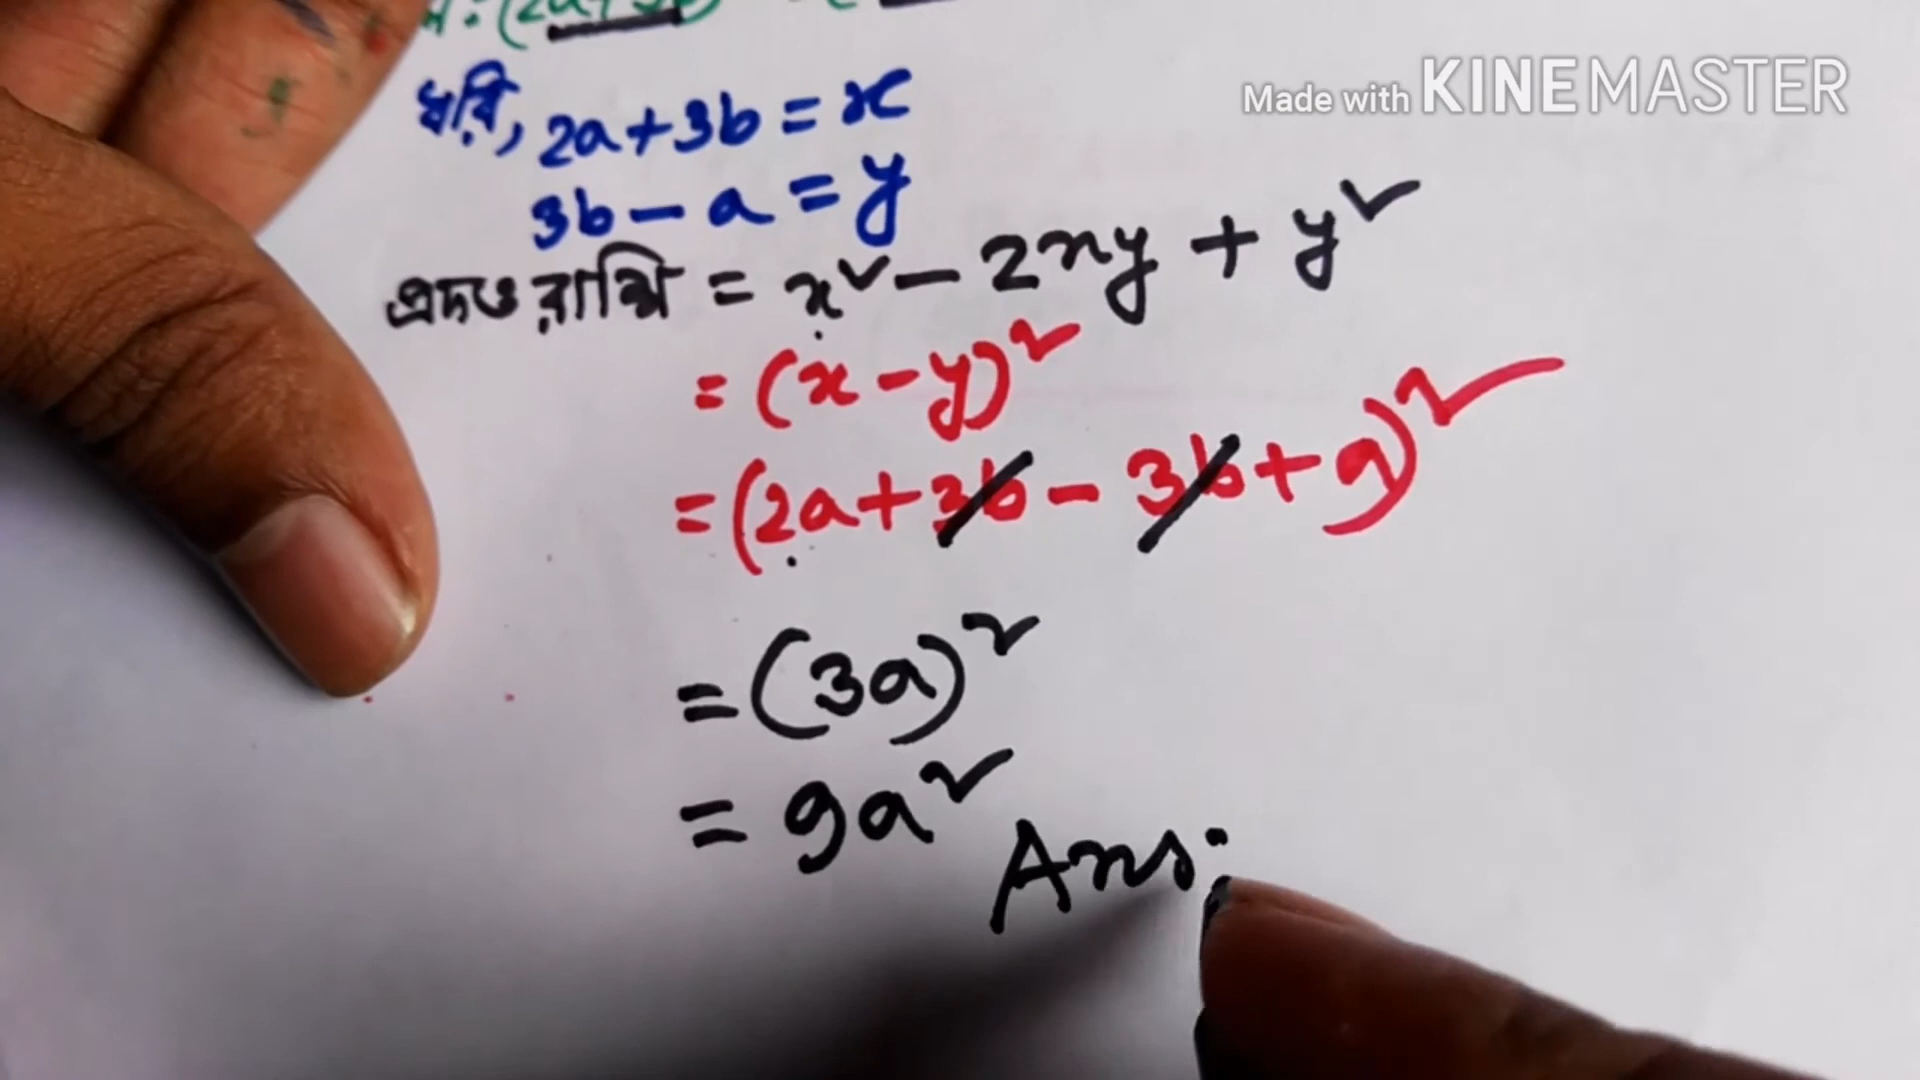 Made with KINEMASTER
ধরি, 2a+3b = x
3b - a = y
প্রদত্ত রাশি = x² - 2xy + y²
= (x - y)²
= (2a + 3b - 3b + a)²
= (3a)²
= 9a²
Ans: